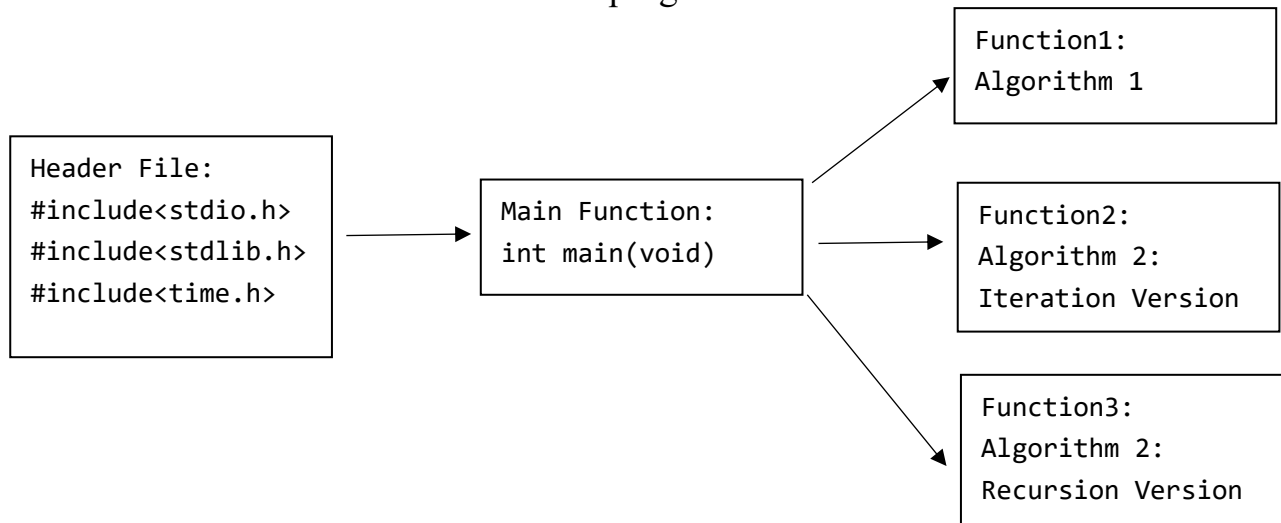 Header File:
#include<stdio.h>
#include<stdlib.h>
#include<time.h>
Main Function:
int main(void)
Function1:
Algorithm 1
Function2:
Algorithm 2:
Iteration Version
Function3:
Algorithm 2:
Recursion Version